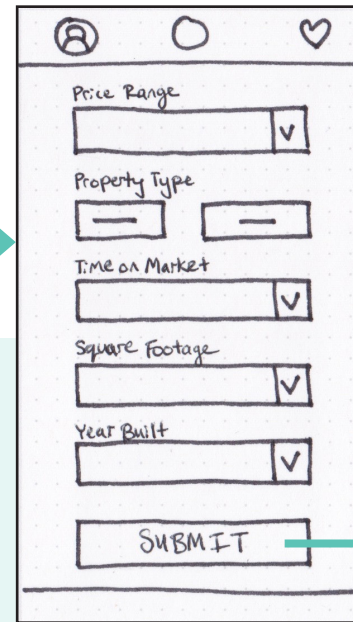 Price Range
Property Type
Time on Market
Square Footage
Year Built
SUBMIT